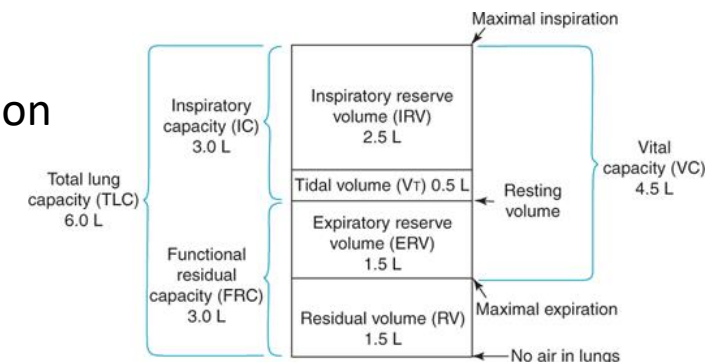 on
Maximal inspiration
Inspiratory
capacity (IC)
3.0 L
Inspiratory reserve
volume (IRV)
2.5 L
Vital
capacity (VC)
4.5 L
Total lung
capacity (TLC)
6.0 L
Tidal volume (VT) 0.5 L
Resting
volume
Functional
residual
capacity (FRC)
3.0 L
Expiratory reserve
volume (ERV)
1.5 L
Maximal expiration
Residual volume (RV)
1.5 L
No air in lungs